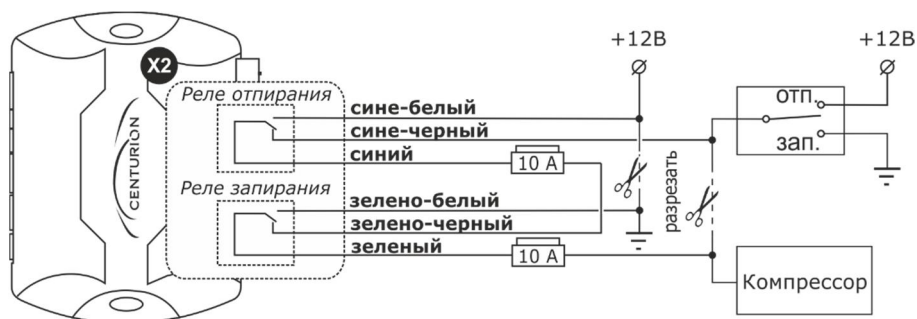 +12В
+12В
X2
Реле отпирания
сине-белый
сине-черный
синий
10 А
отп.
зап.
CENTURION
разрезать
Реле запирания
зелено-белый
зелено-черный
зеленый
10 А
Компрессор